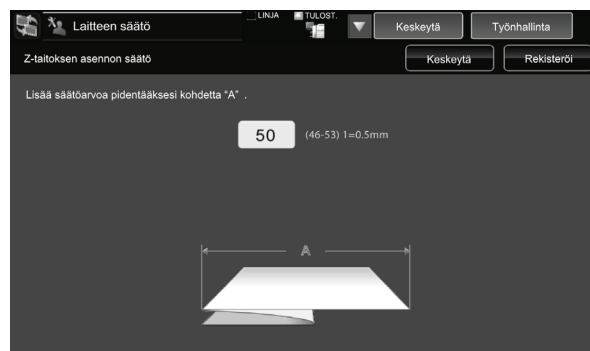 Laitteen säätö
LINJA
TULOST.
Keskeytä
Työnhallinta
Z-taitoksen asennon säätö
Keskeytä
Rekisteröi
Lisää säätöarvoa pidentääksesi kohdetta “A” .
50 (46-53) 1=0.5mm
A